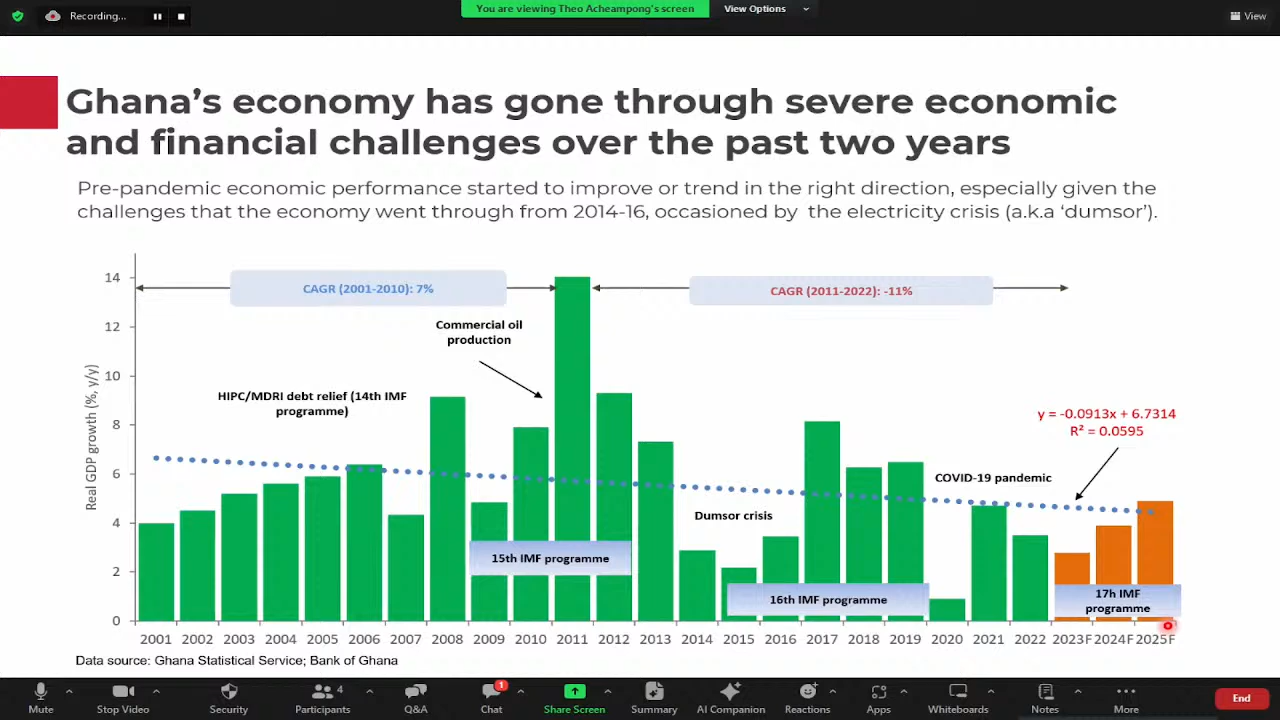 Recording...
You are viewing Theo Acheampong's screen
View Options
View
Ghana's economy has gone through severe economic
and financial challenges over the past two years
Pre-pandemic economic performance started to improve or trend in the right direction, especially given the
challenges that the economy went through from 2014-16, occasioned by the electricity crisis (a.k.a 'dumsor').
CAGR (2001-2010): 7%
CAGR (2011-2022): -11%
Commercial oil
production
HIPC/MDRI debt relief (14th IMF
programme)
y = -0.0913x + 6.7314
R² = 0.0595
COVID-19 pandemic
Dumsor crisis
15th IMF programme
16th IMF programme
17h IMF
programme
Real GDP growth (%, y/y)
14
12
10
8
6
4
2
0
2001 2002 2003 2004 2005 2006 2007 2008 2009 2010 2011 2012 2013 2014 2015 2016 2017 2018 2019 2020 2021 2022 2023F 2024F 2025F
Data source: Ghana Statistical Service; Bank of Ghana
4
1
Mute Stop Video Security Participants Q&A Chat Share Screen Summary AI Companion Reactions Apps Whiteboards Notes More End